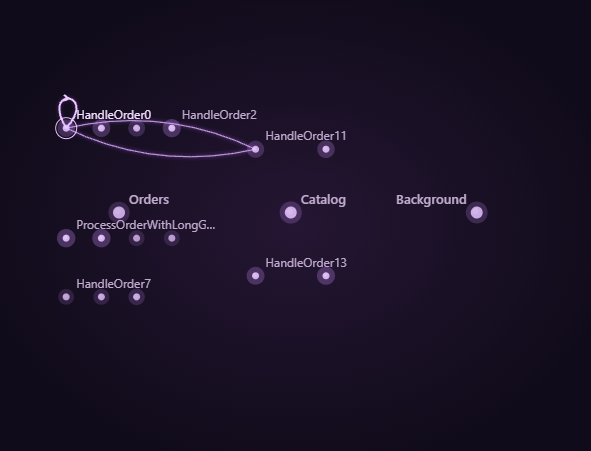 HandleOrder0
HandleOrder2
HandleOrder11
Orders
Catalog
Background
ProcessOrderWithLongG...
HandleOrder13
HandleOrder7